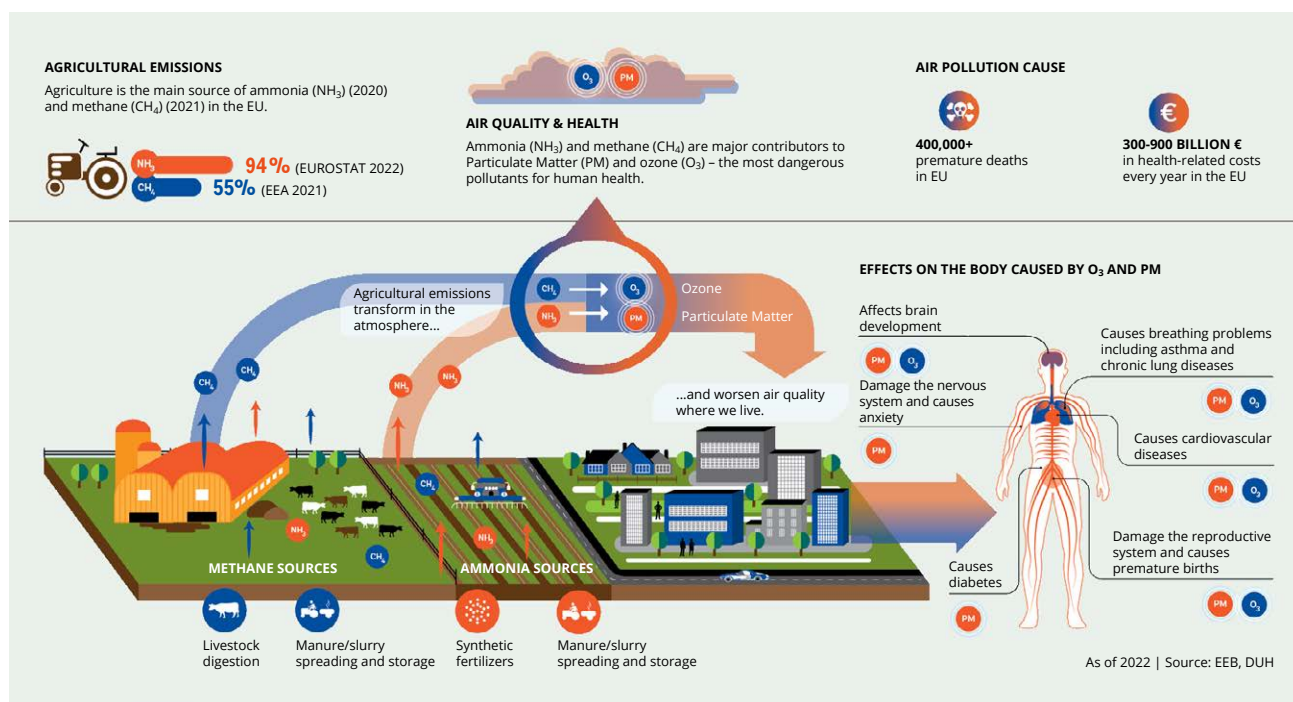 AGRICULTURAL EMISSIONS
Agriculture is the main source of ammonia (NH₃) (2020)
and methane (CH₄) (2021) in the EU.
NH₃
94% (EUROSTAT 2022)
CH₄
55% (EEA 2021)
O₃
PM
AIR QUALITY & HEALTH
Ammonia (NH₃) and methane (CH₄) are major contributors to
Particulate Matter (PM) and ozone (O₃) – the most dangerous
pollutants for human health.
AIR POLLUTION CAUSE
400,000+
premature deaths
in EU
€
300-900 BILLION €
in health-related costs
every year in the EU
Agricultural emissions
transform in the
atmosphere...
CH₄
O₃
Ozone
NH₃
PM
Particulate Matter
...and worsen air quality
where we live.
CH₄
CH₄
NH₃
NH₃
CH₄
NH₃
NH₃
CH₄
METHANE SOURCES
Livestock
digestion
Manure/slurry
spreading and storage
AMMONIA SOURCES
Synthetic
fertilizers
Manure/slurry
spreading and storage
EFFECTS ON THE BODY CAUSED BY O₃ AND PM
Affects brain
development
PM
O₃
Damage the nervous
system and causes
anxiety
PM
Causes
diabetes
PM
Causes breathing problems
including asthma and
chronic lung diseases
PM
O₃
Causes cardiovascular
diseases
PM
O₃
Damage the reproductive
system and causes
premature births
PM
O₃
As of 2022 | Source: EEB, DUH